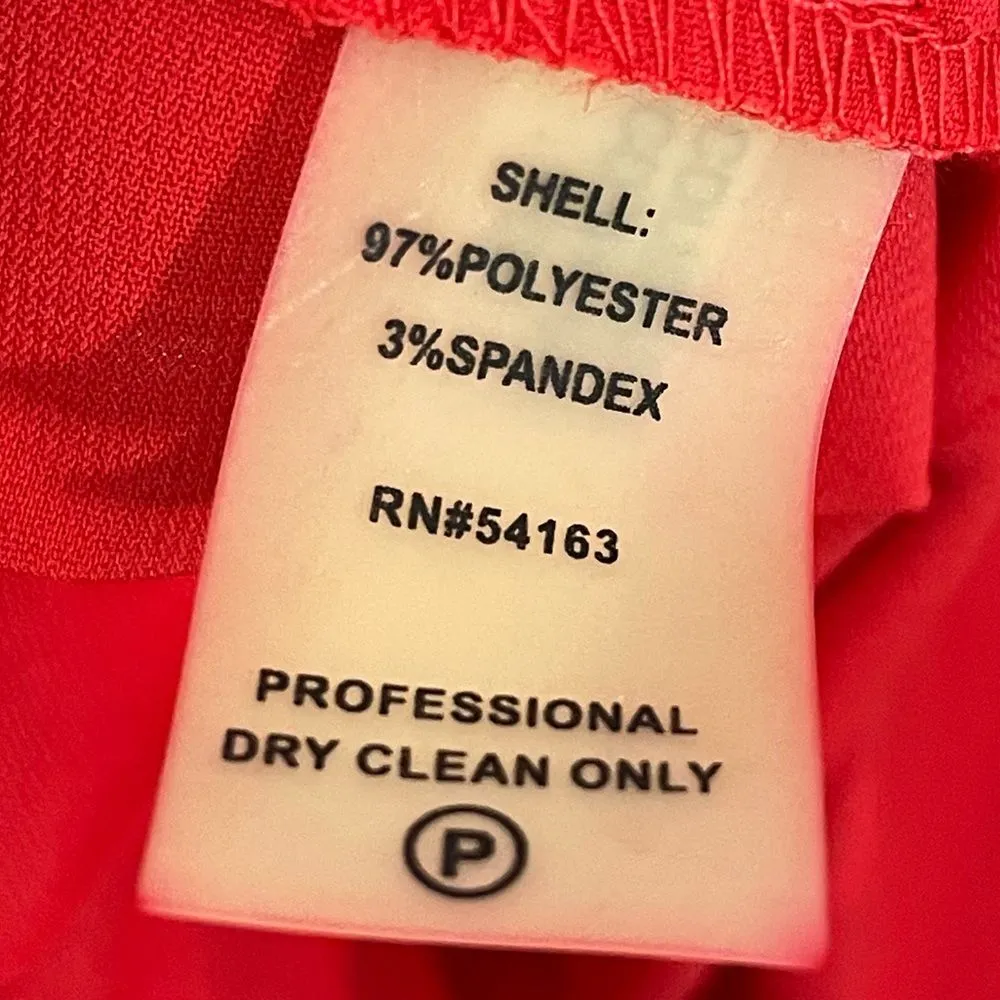 SHELL:
97%POLYESTER
3%SPANDEX
RN#54163
PROFESSIONAL
DRY CLEAN ONLY
P